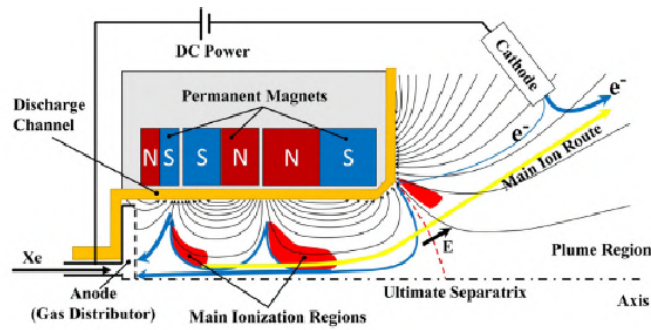 DC Power
Cathode
e-
Permanent Magnets
Discharge
Channel
N S S N N S
e-
Main Ion Route
E
Plume Region
Xe
Anode
(Gas Distributor)
Main Ionization Regions
Ultimate Separatrix
Axis